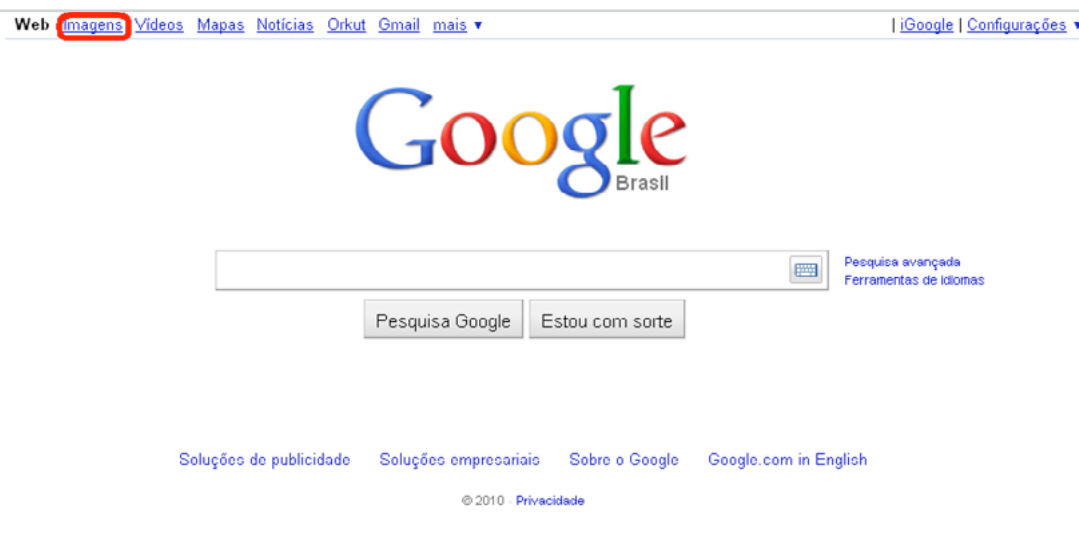 Web Imagens Vídeos Mapas Notícias Orkut Gmail mais ▼ | iGoogle | Configurações ▼
Google
Brasil
Pesquisa avançada
Ferramentas de idiomas
Pesquisa Google Estou com sorte
Soluções de publicidade Soluções empresariais Sobre o Google Google.com in English
© 2010 - Privacidade